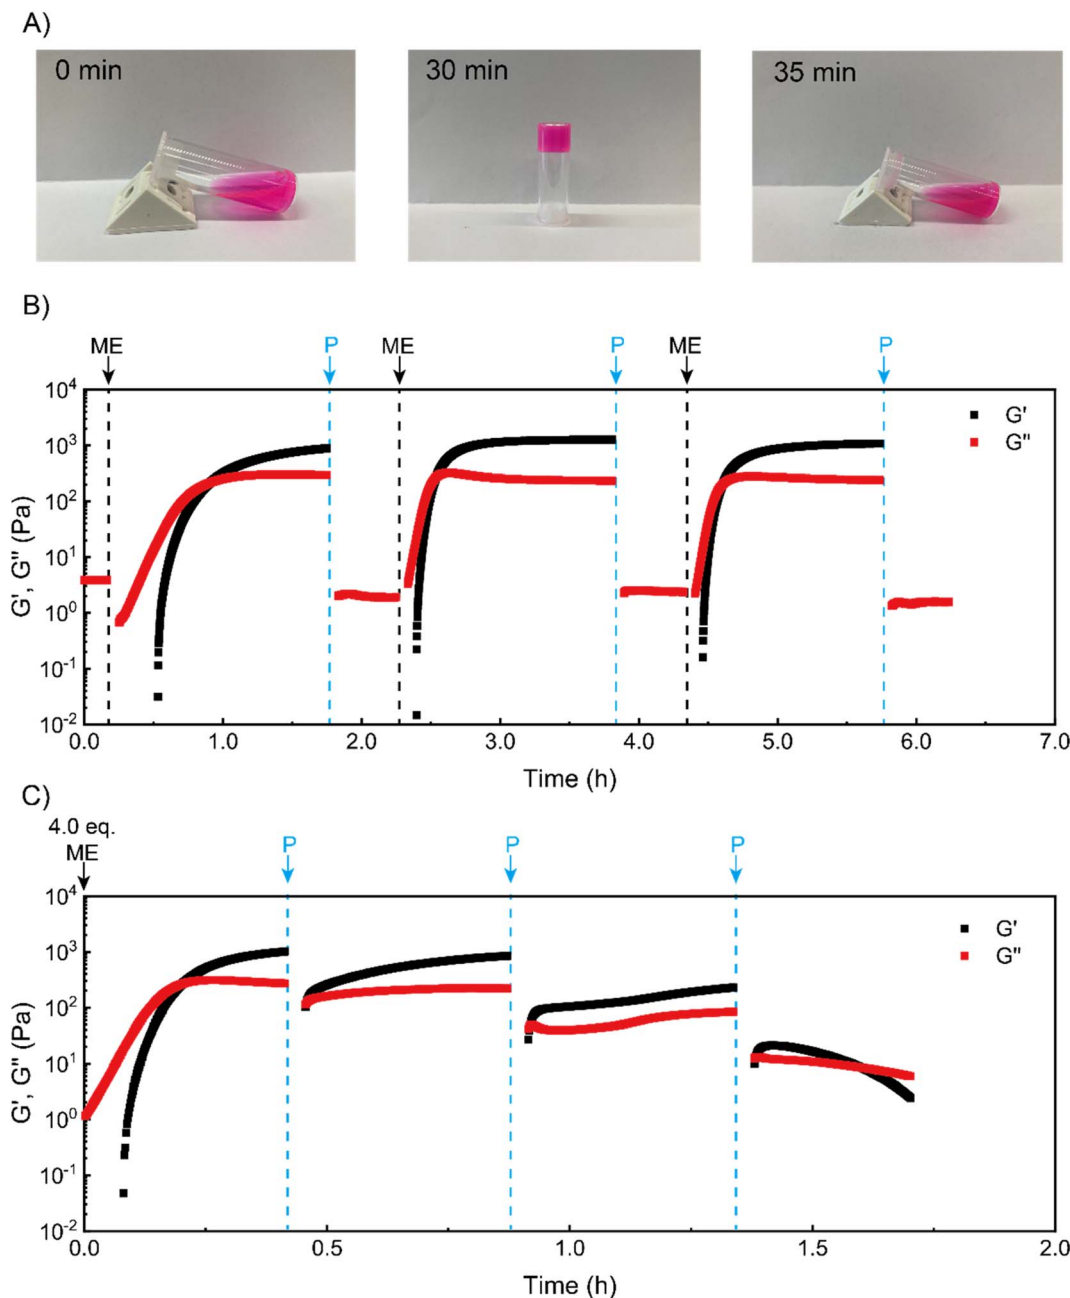 A)
0 min
30 min
35 min
B)
ME
P
ME
P
ME
P
10⁴
10³
10²
10¹
10⁰
10⁻¹
10⁻²
G', G'' (Pa)
G'
G''
0.0 1.0 2.0 3.0 4.0 5.0 6.0 7.0
Time (h)
C)
4.0 eq.
ME
P
P
P
10⁴
10³
10²
10¹
10⁰
10⁻¹
10⁻²
G', G'' (Pa)
G'
G''
0.0 0.5 1.0 1.5 2.0
Time (h)